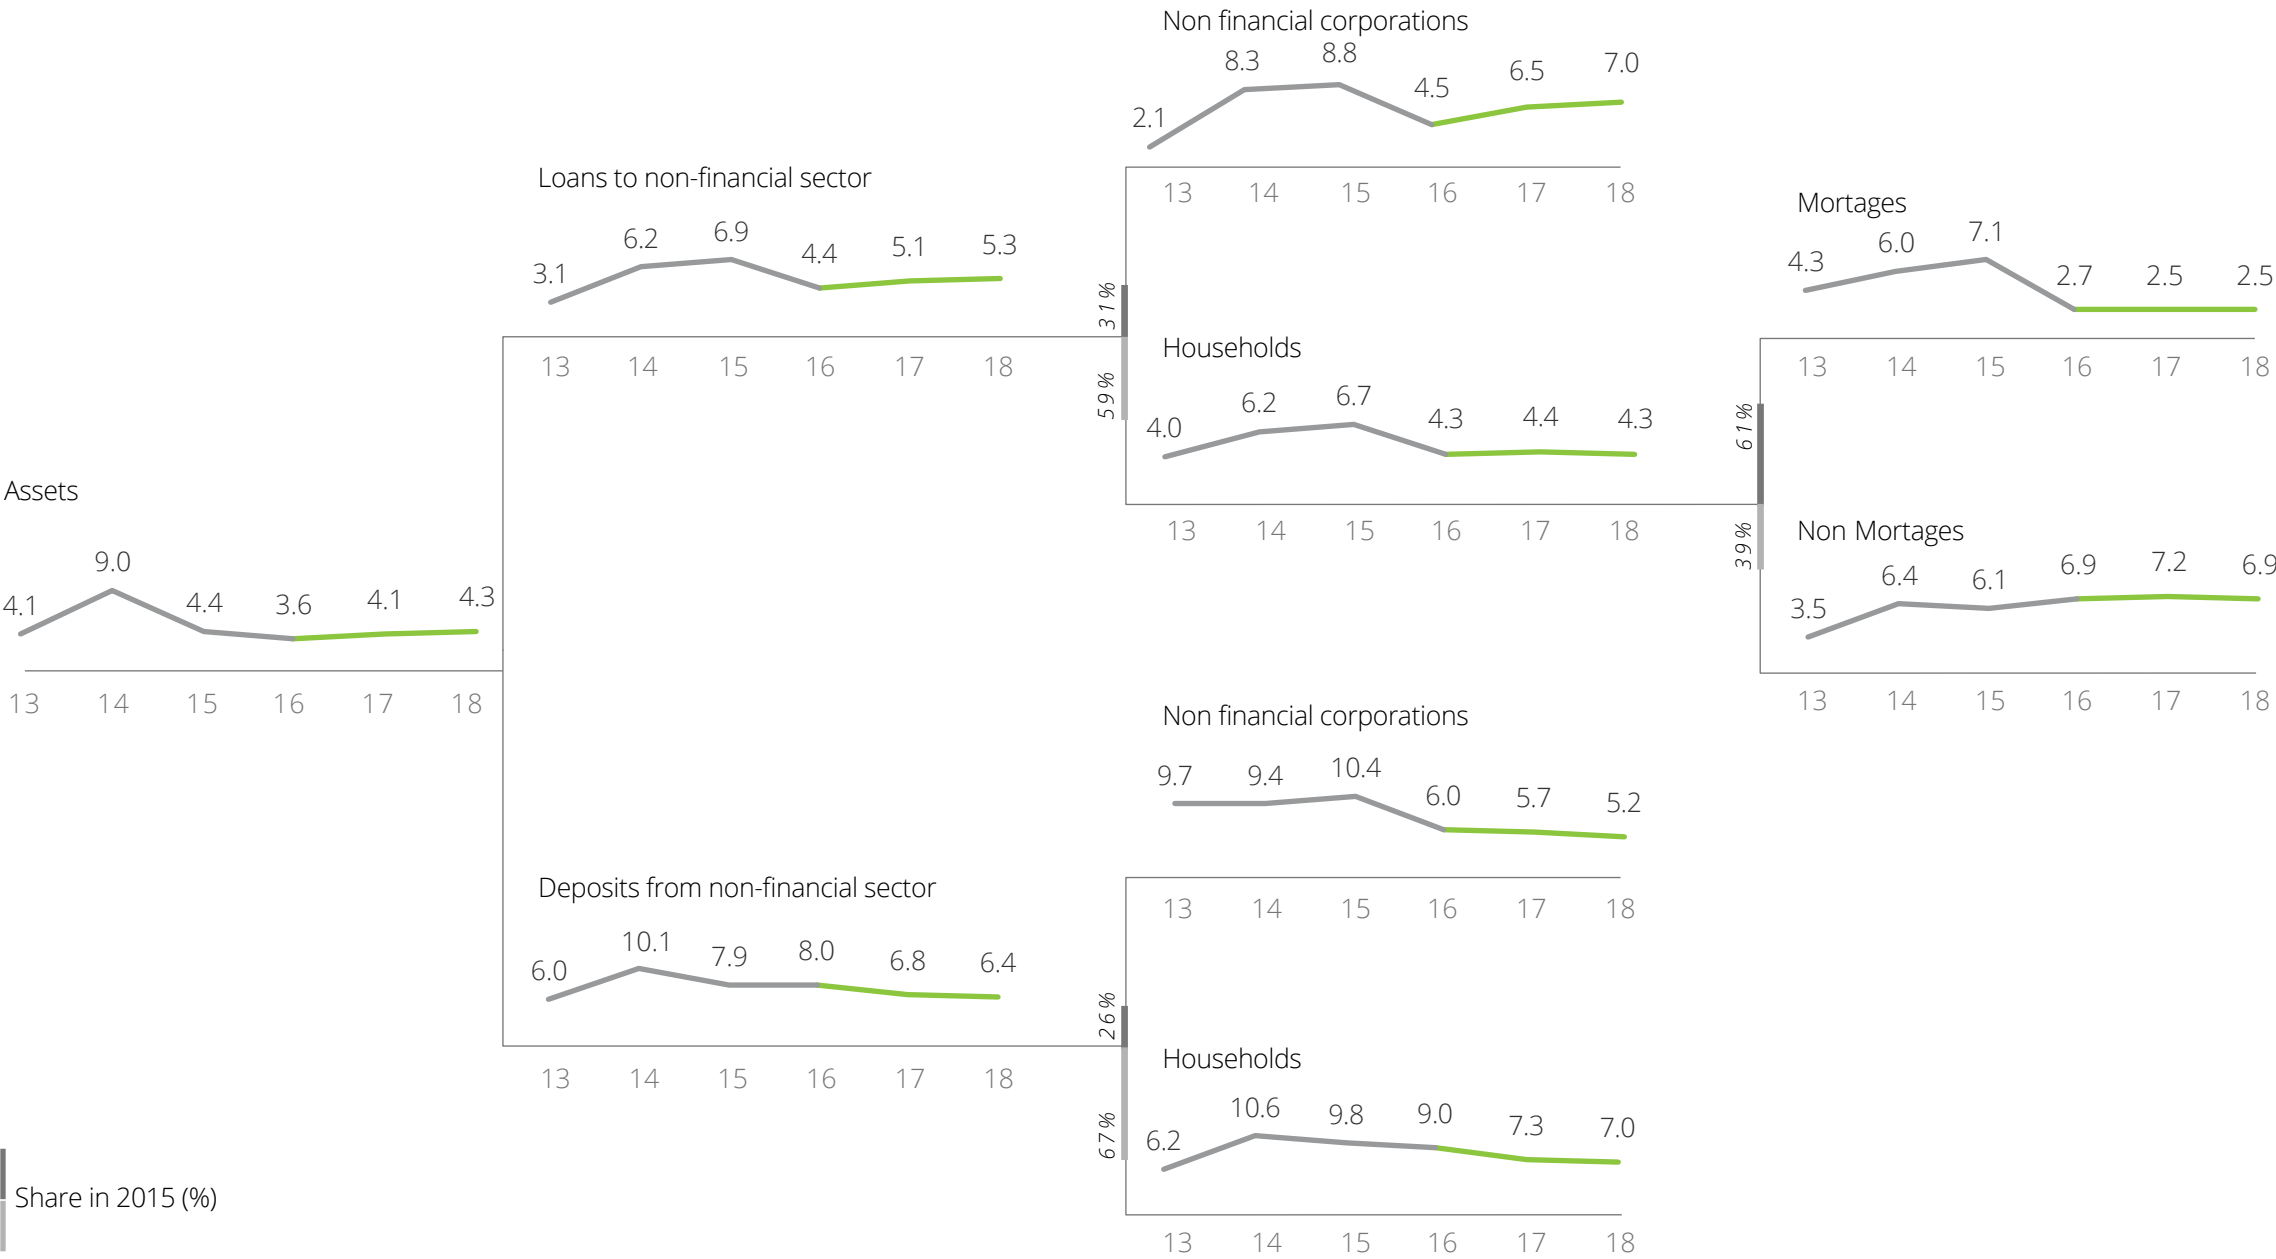 Non financial corporations
2.1 8.3 8.8 4.5 6.5 7.0
13 14 15 16 17 18
Loans to non-financial sector
3.1 6.2 6.9 4.4 5.1 5.3
13 14 15 16 17 18
31%
59%
Households
4.0 6.2 6.7 4.3 4.4 4.3
13 14 15 16 17 18
Mortages
4.3 6.0 7.1 2.7 2.5 2.5
13 14 15 16 17 18
61%
39%
Non Mortages
3.5 6.4 6.1 6.9 7.2 6.9
13 14 15 16 17 18
Assets
4.1 9.0 4.4 3.6 4.1 4.3
13 14 15 16 17 18
Non financial corporations
9.7 9.4 10.4 6.0 5.7 5.2
13 14 15 16 17 18
Deposits from non-financial sector
6.0 10.1 7.9 8.0 6.8 6.4
13 14 15 16 17 18
26%
67%
Households
6.2 10.6 9.8 9.0 7.3 7.0
13 14 15 16 17 18
Share in 2015 (%)